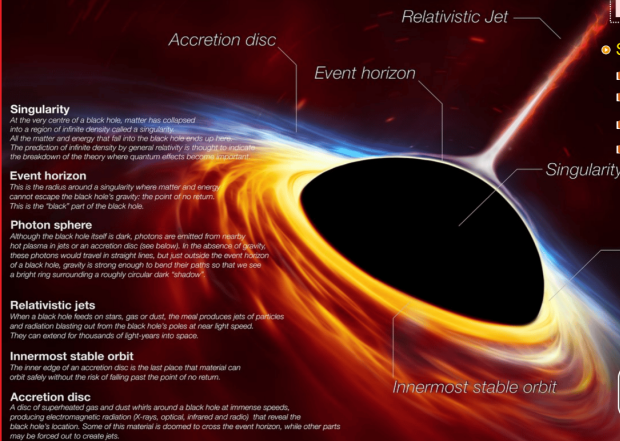 Relativistic Jet
Accretion disc
Event horizon
Singularity
Innermost stable orbit
Singularity
At the very centre of a black hole, matter has collapsed
into a region of infinite density called a singularity.
All the matter and energy that fall into the black hole ends up here.
The prediction of infinite density by general relativity is thought to indicate
the breakdown of the theory where quantum effects become important.
Event horizon
This is the radius around a singularity where matter and energy
cannot escape the black hole's gravity: the point of no return.
This is the "black" part of the black hole.
Photon sphere
Although the black hole itself is dark, photons are emitted from nearby
hot plasma in jets or an accretion disc (see below). In the absence of gravity,
these photons would travel in straight lines, but just outside the event horizon
of a black hole, gravity is strong enough to bend their paths so that we see
a bright ring surrounding a roughly circular dark "shadow".
Relativistic jets
When a black hole feeds on stars, gas or dust, the meal produces jets of particles
and radiation blasting out from the black hole's poles at near light speed.
They can extend for thousands of light-years into space.
Innermost stable orbit
The inner edge of an accretion disc is the last place that material can
orbit safely without the risk of falling past the point of no return.
Accretion disc
A disc of superheated gas and dust whirls around a black hole at immense speeds,
producing electromagnetic radiation (X-rays, optical, infrared and radio) that reveal the
black hole's location. Some of this material is doomed to cross the event horizon, while other parts
may be forced out to create jets.